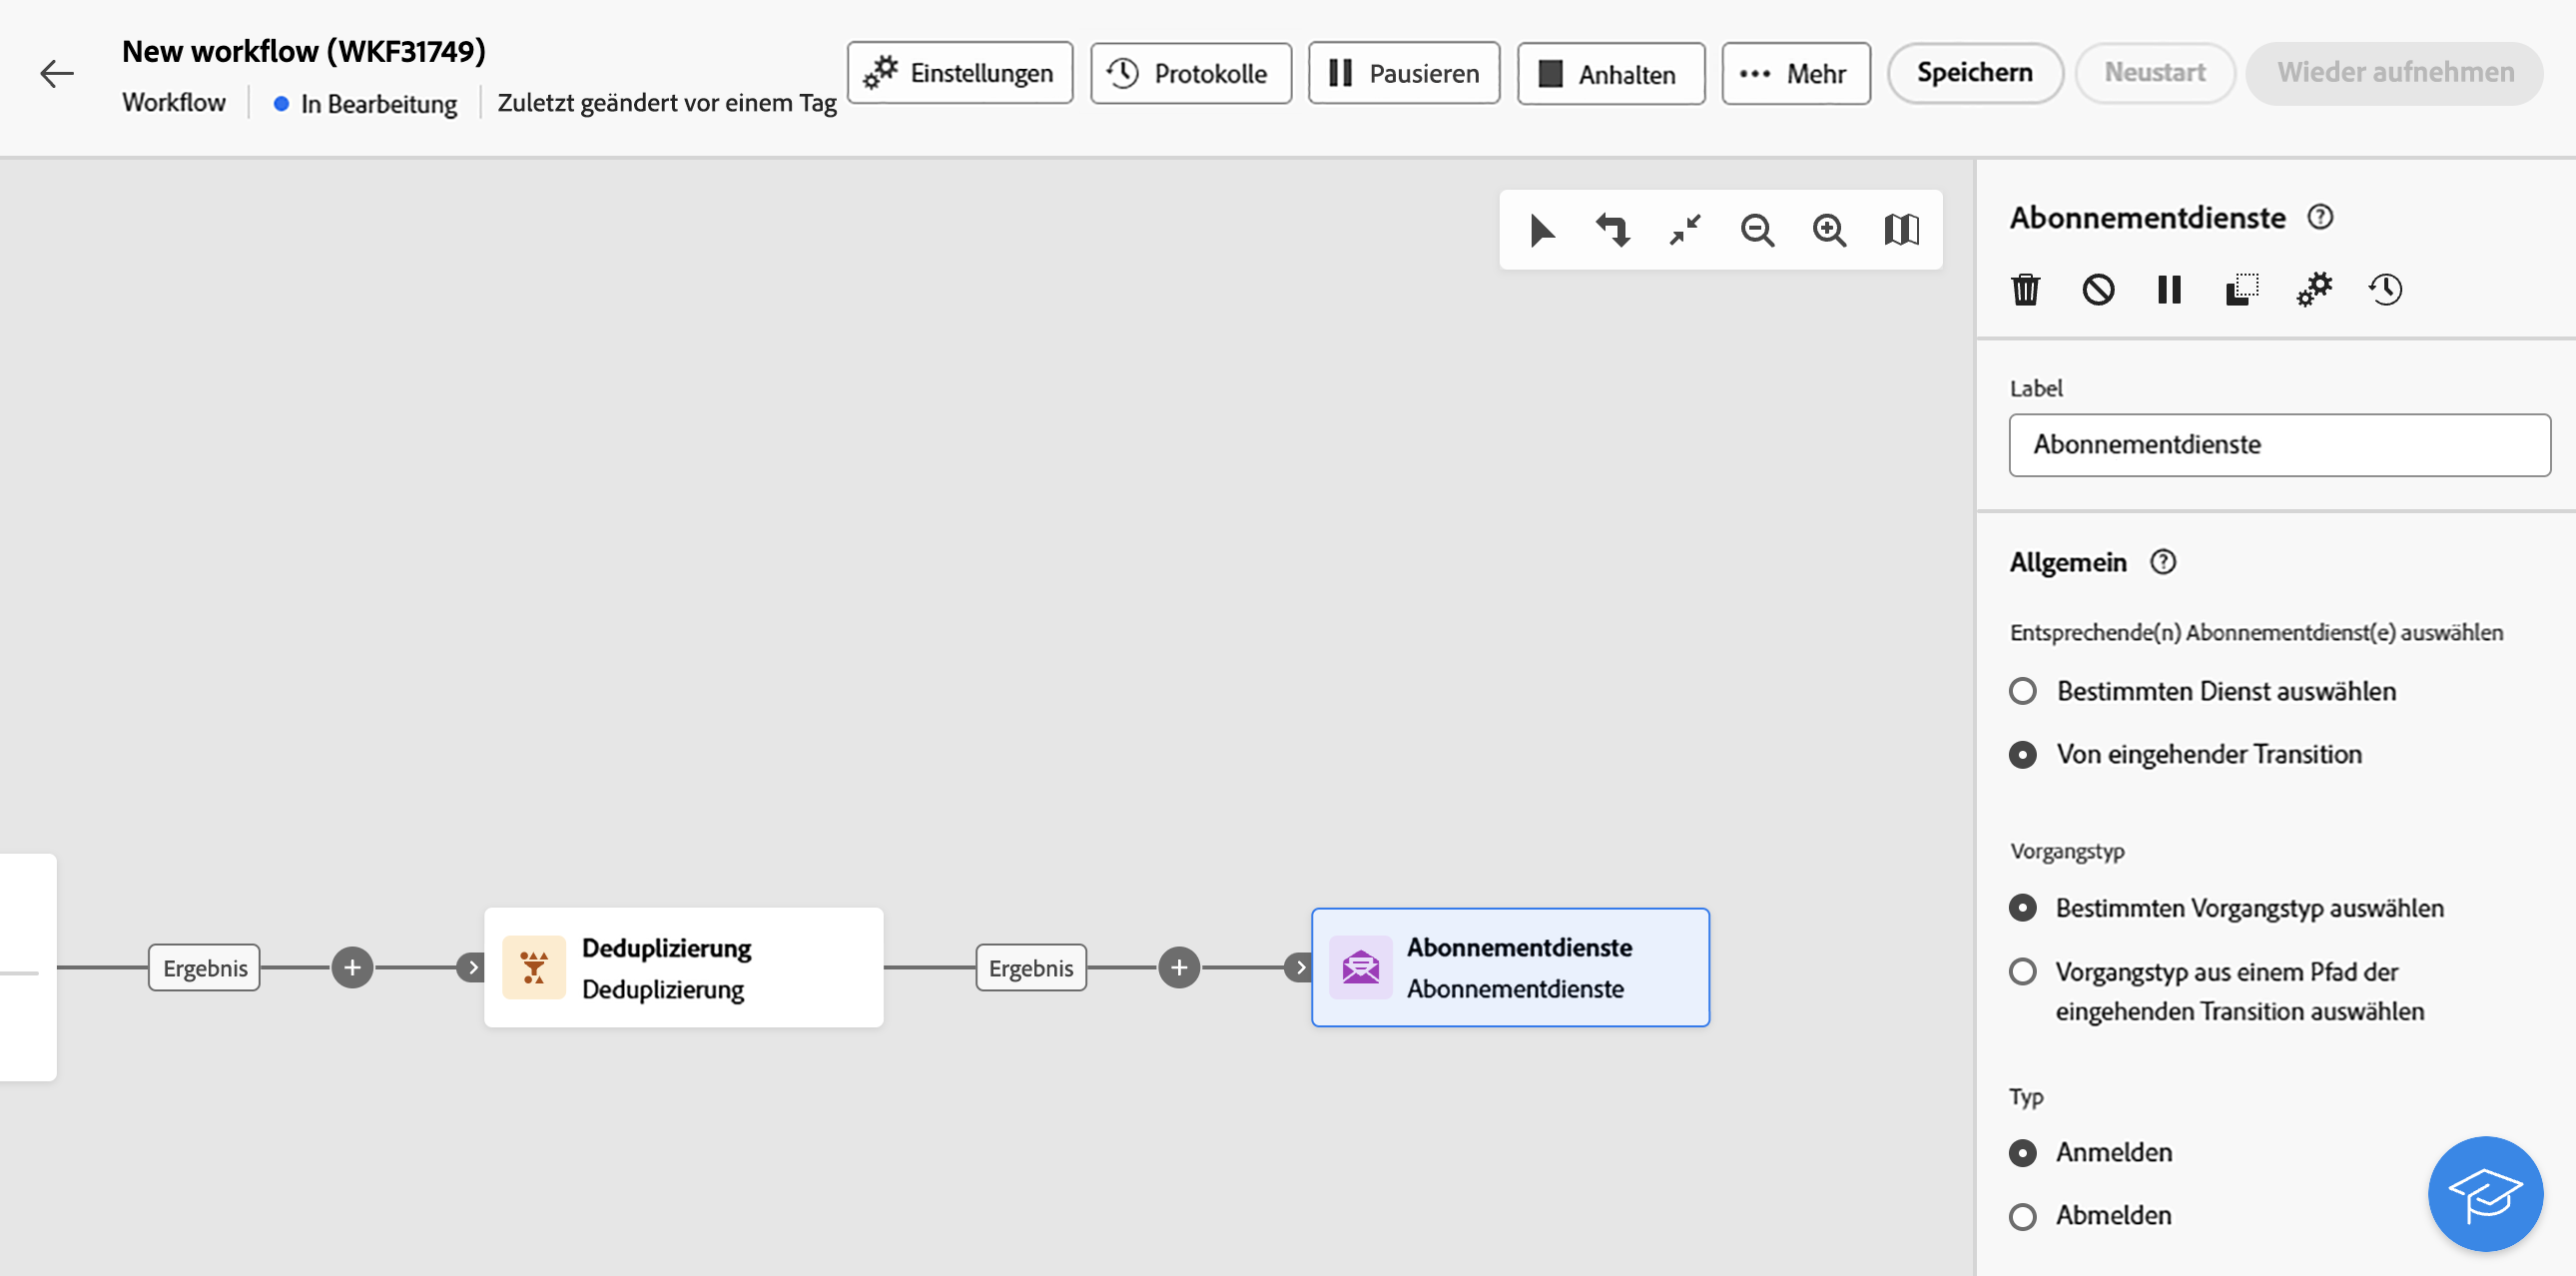 New workflow (WKF31749)
Workflow
In Bearbeitung
Zuletzt geändert vor einem Tag
Einstellungen
Protokolle
Pausieren
Anhalten
Mehr
Speichern
Neustart
Wieder aufnehmen
Ergebnis
Deduplizierung
Deduplizierung
Ergebnis
Abonnementdienste
Abonnementdienste
Abonnementdienste
Label
Abonnementdienste
Allgemein
Entsprechende(n) Abonnementdienst(e) auswählen
Bestimmten Dienst auswählen
Von eingehender Transition
Vorgangstyp
Bestimmten Vorgangstyp auswählen
Vorgangstyp aus einem Pfad der
eingehenden Transition auswählen
Typ
Anmelden
Abmelden